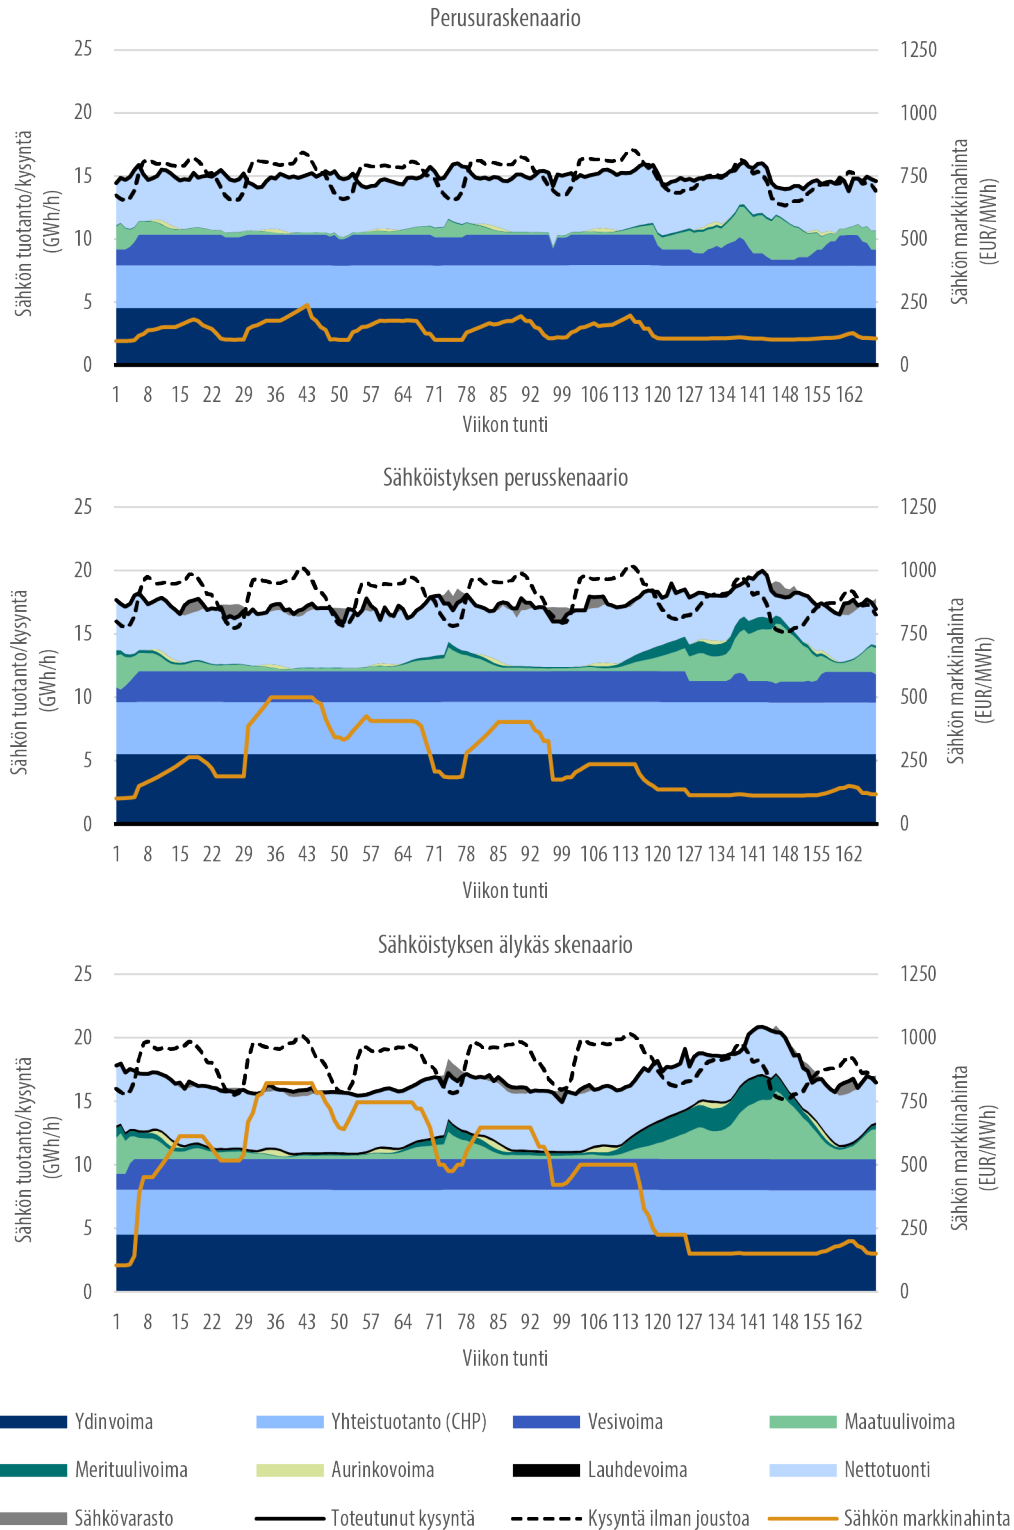 Perusuraskenaario
Sähkön tuotanto/kysyntä
(GWh/h)
25
20
15
10
5
0
1250
1000
750
500
250
0
Sähkön markkinahinta
(EUR/MWh)
1 8 15 22 29 36 43 50 57 64 71 78 85 92 99 106 113 120 127 134 141 148 155 162
Viikon tunti
Sähköistyksen perusskenaario
Sähkön tuotanto/kysyntä
(GWh/h)
25
20
15
10
5
0
1250
1000
750
500
250
0
Sähkön markkinahinta
(EUR/MWh)
1 8 15 22 29 36 43 50 57 64 71 78 85 92 99 106 113 120 127 134 141 148 155 162
Viikon tunti
Sähköistyksen älykäs skenaario
Sähkön tuotanto/kysyntä
(GWh/h)
25
20
15
10
5
0
1250
1000
750
500
250
0
Sähkön markkinahinta
(EUR/MWh)
1 8 15 22 29 36 43 50 57 64 71 78 85 92 99 106 113 120 127 134 141 148 155 162
Viikon tunti
Ydinvoima Yhteistuotanto (CHP) Vesivoima Maatuulivoima
Merituulivoima Aurinkovoima Lauhdevoima Nettotuonti
Sähkövarasto Toteutunut kysyntä Kysyntä ilman joustoa Sähkön markkinahinta